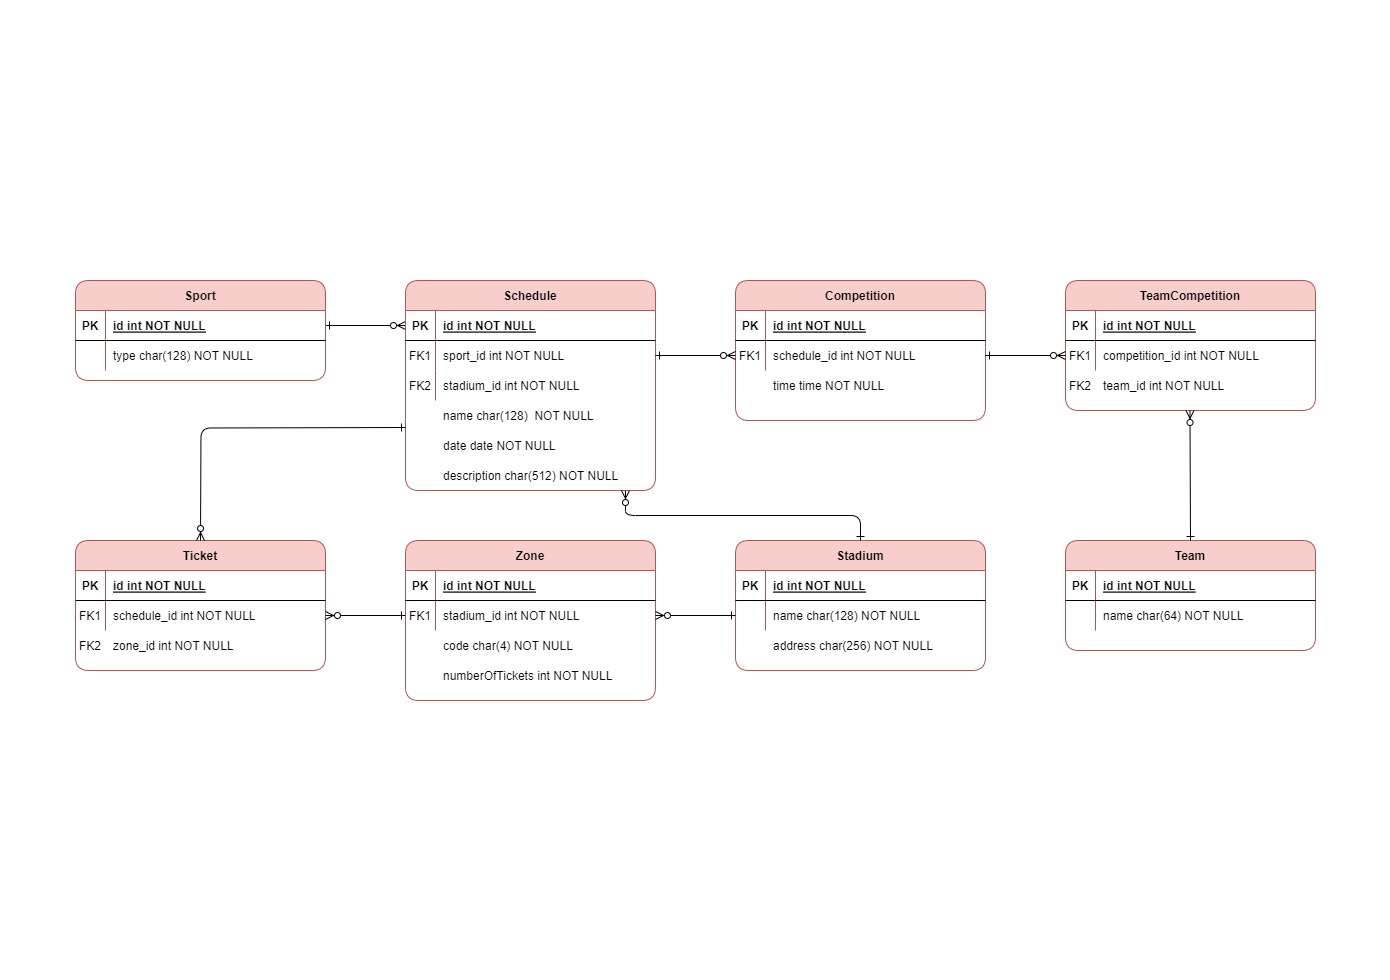 Sport
PK id int NOT NULL
type char(128) NOT NULL
Schedule
PK id int NOT NULL
FK1 sport_id int NOT NULL
FK2 stadium_id int NOT NULL
name char(128)  NOT NULL
date date NOT NULL
description char(512) NOT NULL
Competition
PK id int NOT NULL
FK1 schedule_id int NOT NULL
time time NOT NULL
TeamCompetition
PK id int NOT NULL
FK1 competition_id int NOT NULL
FK2 team_id int NOT NULL
Ticket
PK id int NOT NULL
FK1 schedule_id int NOT NULL
FK2 zone_id int NOT NULL
Zone
PK id int NOT NULL
FK1 stadium_id int NOT NULL
code char(4) NOT NULL
numberOfTickets int NOT NULL
Stadium
PK id int NOT NULL
name char(128) NOT NULL
address char(256) NOT NULL
Team
PK id int NOT NULL
name char(64) NOT NULL